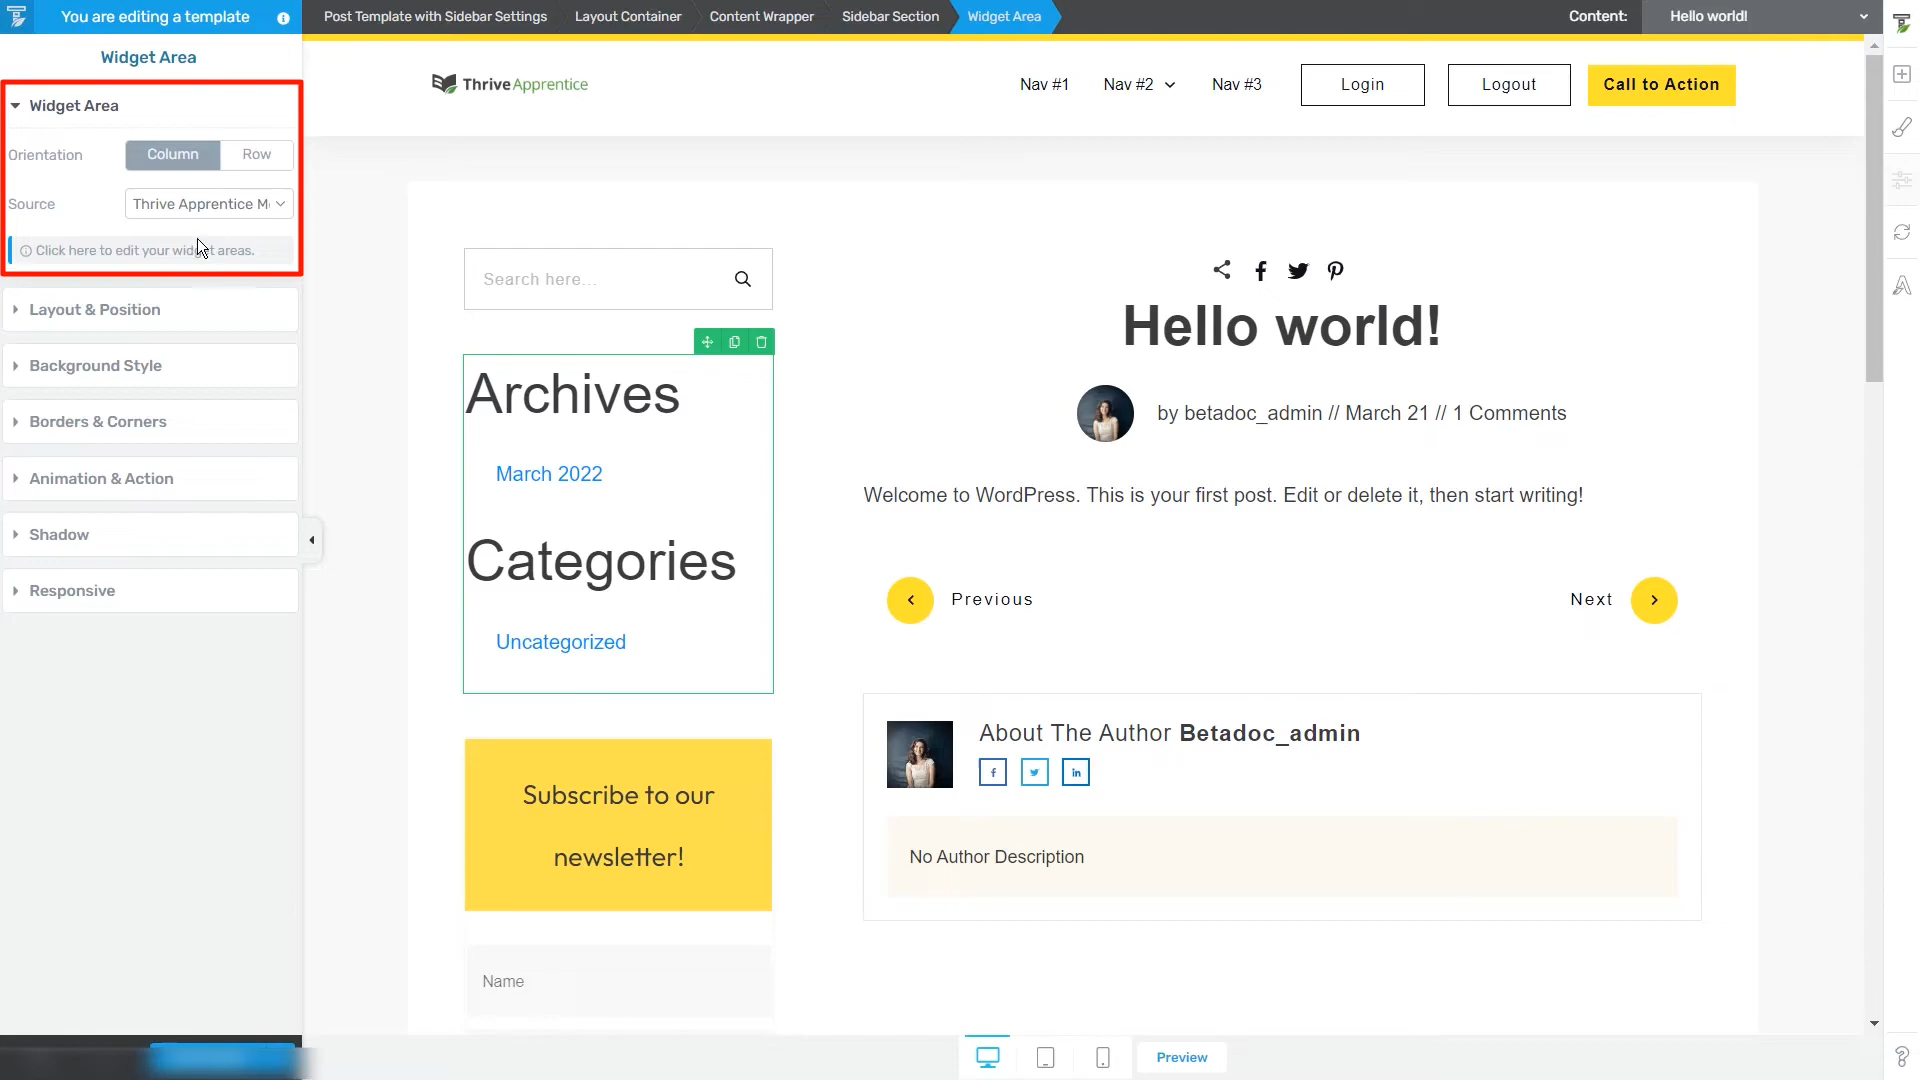 You are editing a template
Post Template with Sidebar Settings
Layout Container
Content Wrapper
Sidebar Section
Widget Area
Content:
Hello world!
Widget Area
Widget Area
Orientation
Column
Row
Source
Thrive Apprentice M
Click here to edit your widget areas.
Layout & Position
Background Style
Borders & Corners
Animation & Action
Shadow
Responsive
Thrive Apprentice
Nav #1
Nav #2
Nav #3
Login
Logout
Call to Action
Search here...
Archives
March 2022
Categories
Uncategorized
Subscribe to our
newsletter!
Name
Hello world!
by betadoc_admin // March 21 // 1 Comments
Welcome to WordPress. This is your first post. Edit or delete it, then start writing!
Previous
Next
About The Author Betadoc_admin
No Author Description
Preview